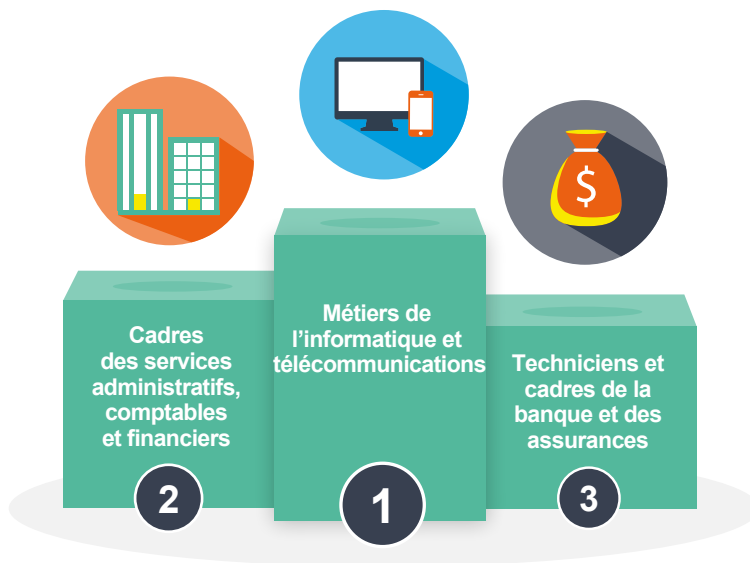 Métiers de
l’informatique et
télécommunications
1
Cadres
des services
administratifs,
comptables
et financiers
2
Techniciens et
cadres de la
banque et des
assurances
3
$